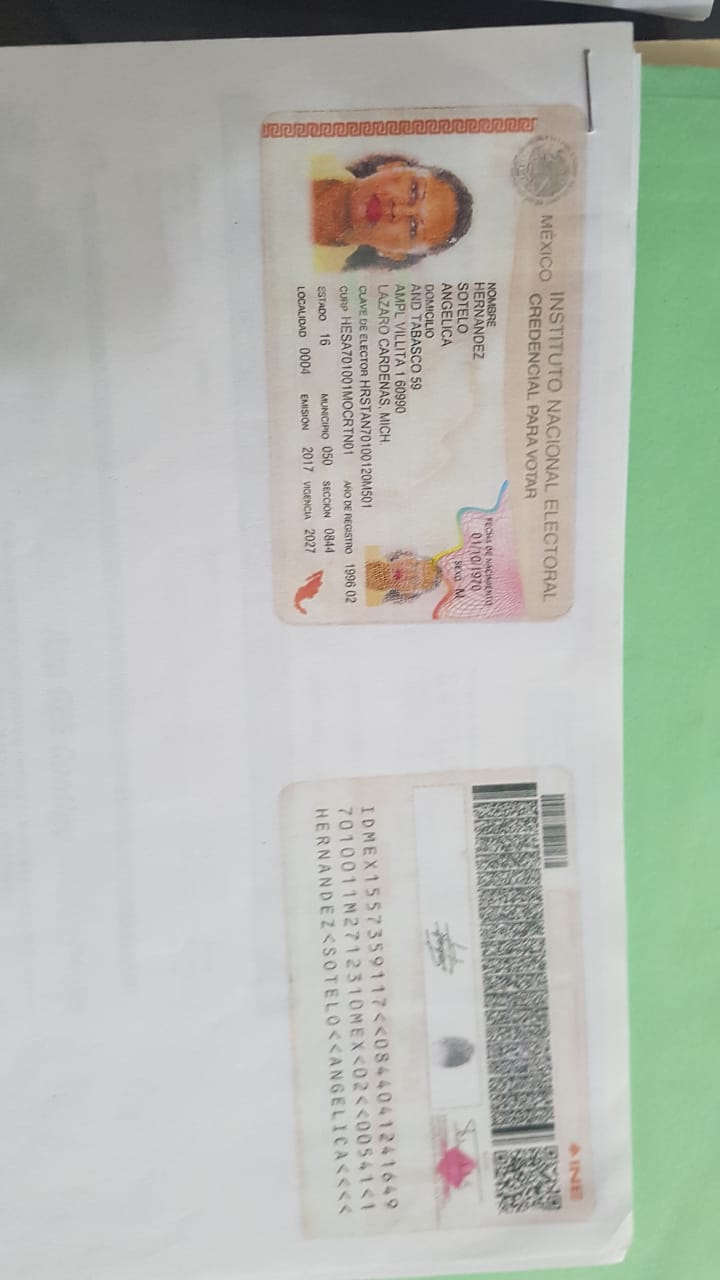 MÉXICO INSTITUTO NACIONAL ELECTORAL
CREDENCIAL PARA VOTAR
NOMBRE
HERNANDEZ
SOTELO
ANGELICA
FECHA DE NACIMIENTO
01/10/1970
SEXO M
DOMICILIO
AND TABASCO 59
AMPL VILLITA 1 60990
LAZARO CARDENAS, MICH.
CLAVE DE ELECTOR HRSTAN70100120M501
CURP HESA701001MOCRTN01 AÑO DE REGISTRO 1996 02
ESTADO 16 MUNICIPIO 050 SECCIÓN 0844
LOCALIDAD 0004 EMISIÓN 2017 VIGENCIA 2027
INE
IDMEX1557359117<<0844041241649
7010011M2712310MEX<02<<00541<1
HERNANDEZ<SOTELO<<ANGELICA<<<<